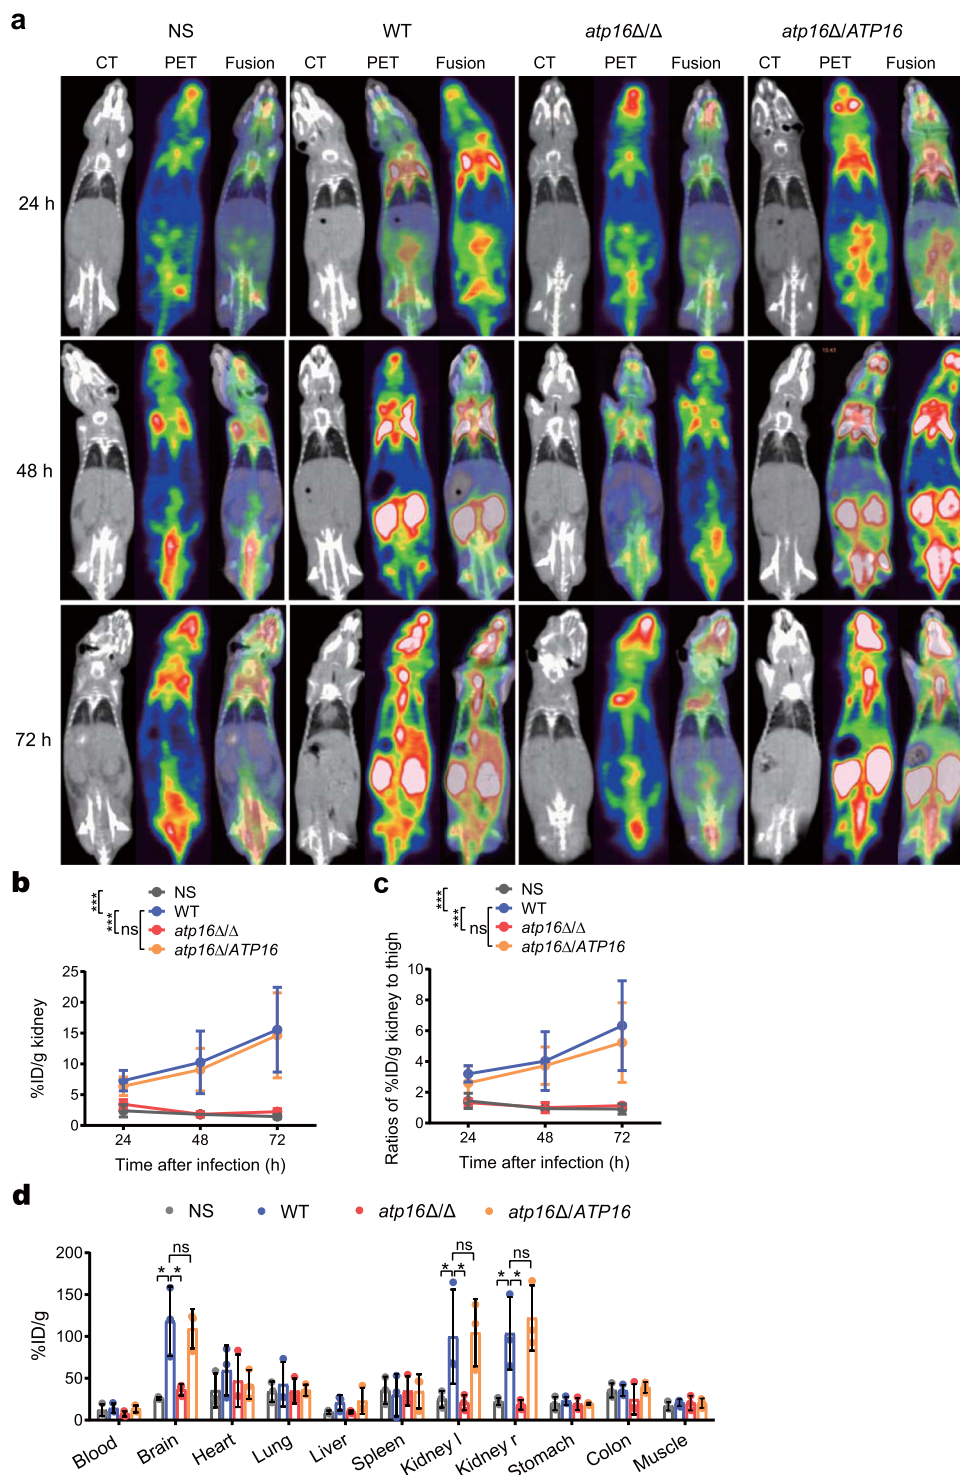 a
NS WT atp16Δ/Δ atp16Δ/ATP16
CT PET Fusion CT PET Fusion CT PET Fusion CT PET Fusion
24 h
15:43
48 h
72 h
b
NS
WT
atp16Δ/Δ
atp16Δ/ATP16
*** *** ns
%ID/g kidney
25
20
15
10
5
0
24 48 72
Time after infection (h)
c
NS
WT
atp16Δ/Δ
atp16Δ/ATP16
*** *** ns
Ratios of %ID/g kidney to thigh
10
8
6
4
2
0
24 48 72
Time after infection (h)
d
NS WT atp16Δ/Δ atp16Δ/ATP16
%ID/g
200
150
100
50
0
ns ns ns
* * * * * *
Blood Brain Heart Lung Liver Spleen Kidney l Kidney r Stomach Colon Muscle